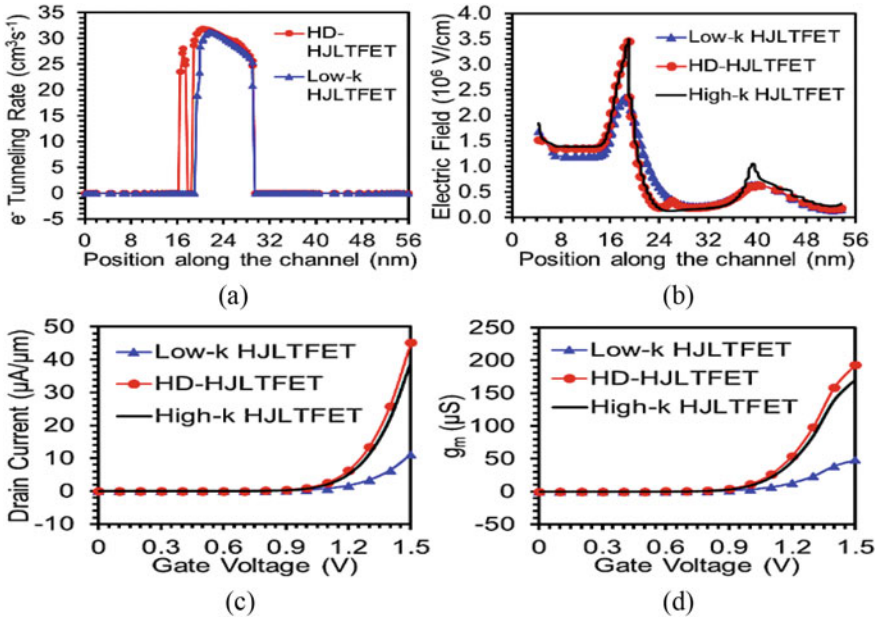 e⁻ Tunneling Rate (cm³s⁻¹)
35
30
25
20
15
10
5
0
-5
HD-
HJLTFET
Low-k
HJLTFET
0 8 16 24 32 40 48 56
Position along the channel (nm)
(a)
Electric Field (10⁶ V/cm)
4.0
3.5
3.0
2.5
2.0
1.5
1.0
0.5
0.0
Low-k HJLTFET
HD-HJLTFET
High-k HJLTFET
0 8 16 24 32 40 48 56
Position along the channel (nm)
(b)
Drain Current (µA/µm)
50
40
30
20
10
0
-10
Low-k HJLTFET
HD-HJLTFET
High-k HJLTFET
0 0.3 0.6 0.9 1.2 1.5
Gate Voltage (V)
(c)
gₘ (µS)
250
200
150
100
50
0
-50
Low-k HJLTFET
HD-HJLTFET
High-k HJLTFET
0 0.3 0.6 0.9 1.2 1.5
Gate Voltage (V)
(d)